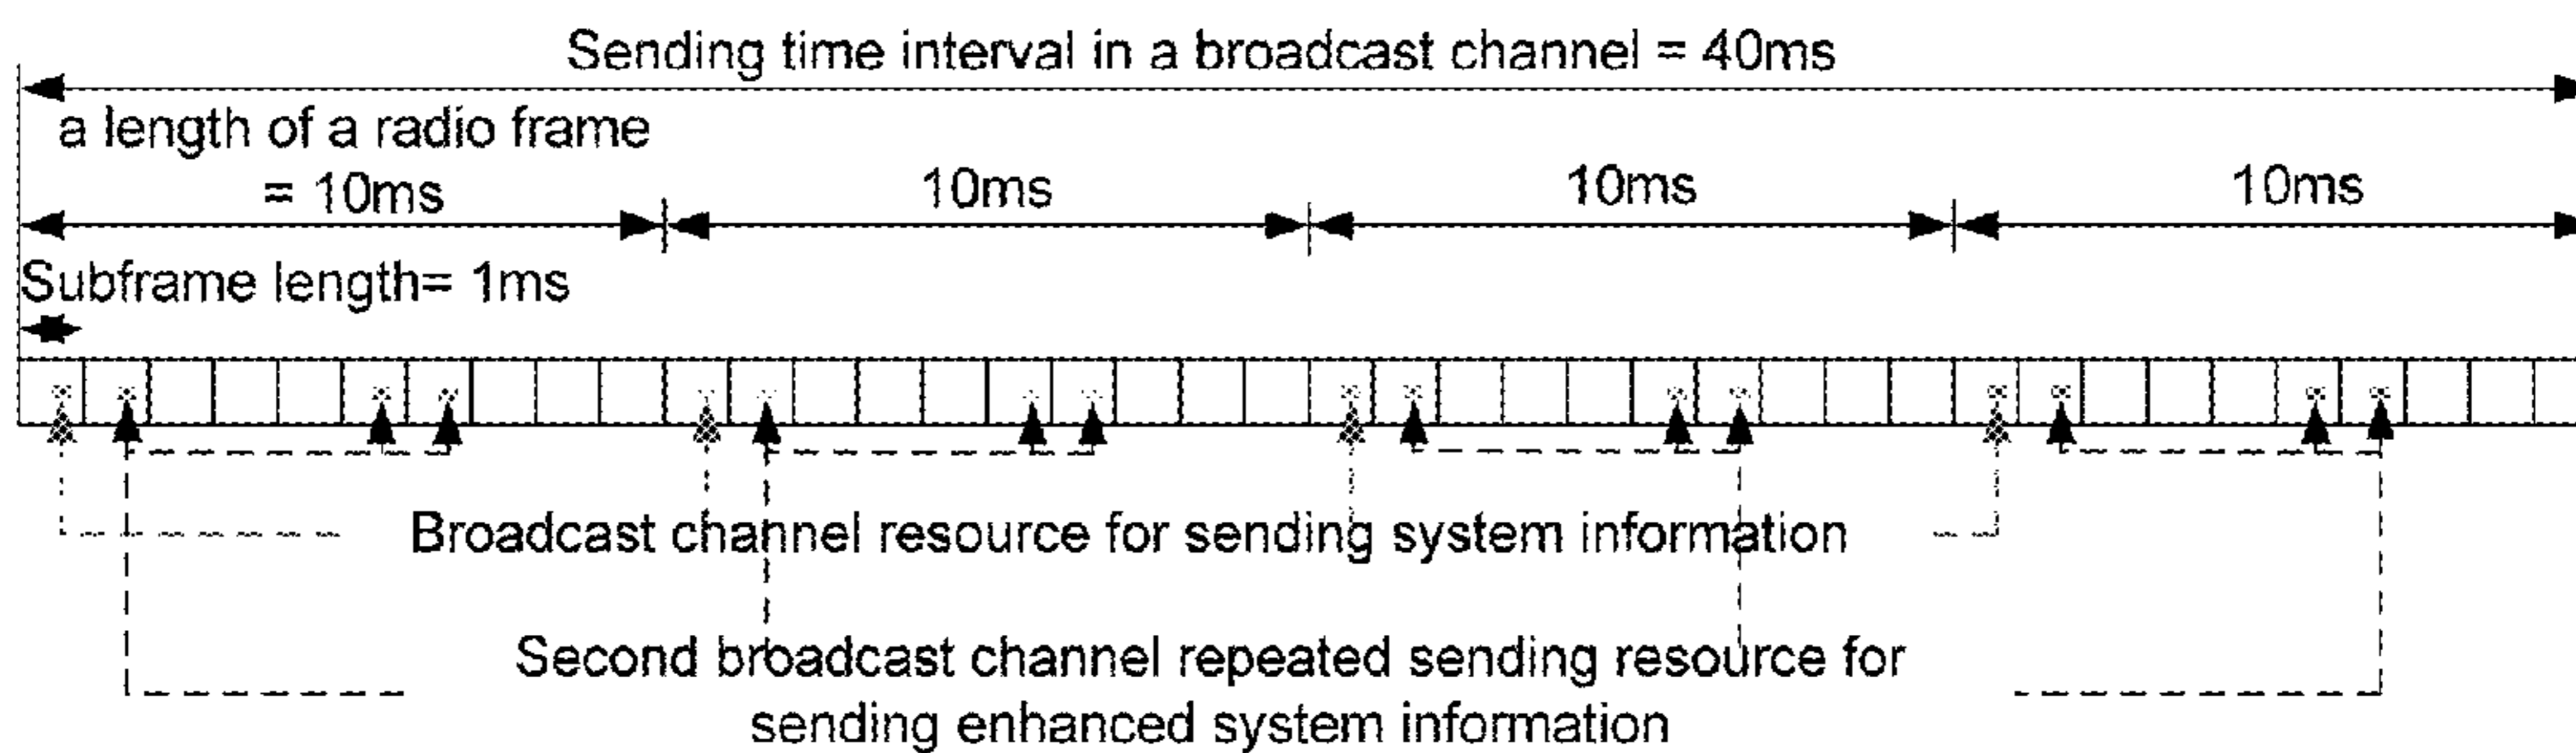 Sending time interval in a broadcast channel = 40ms
a length of a radio frame
= 10ms
10ms
10ms
10ms
Subframe length= 1ms
Broadcast channel resource for sending system information
Second broadcast channel repeated sending resource for
sending enhanced system information